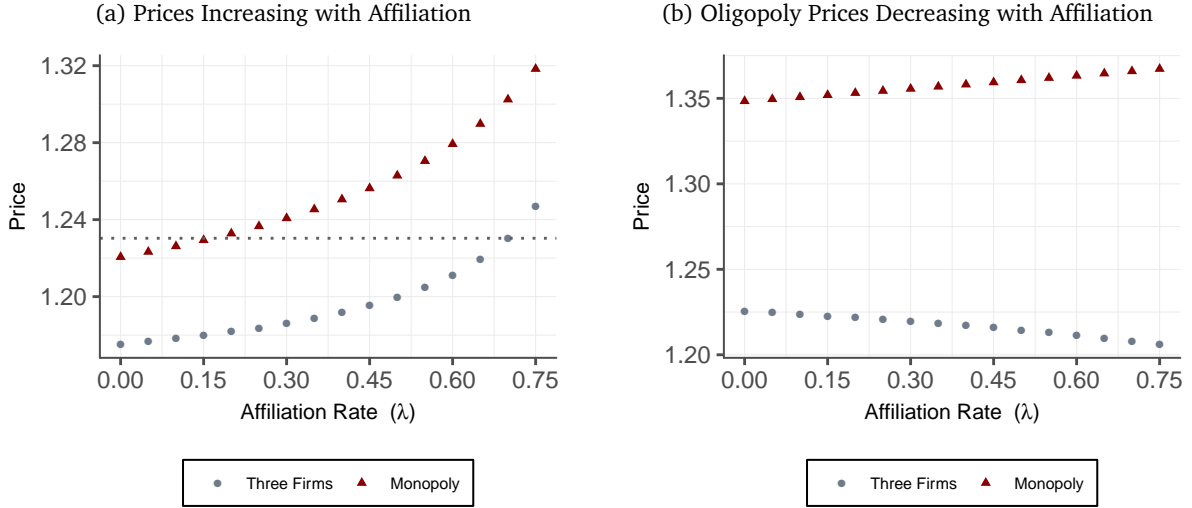 (a) Prices Increasing with Affiliation
1.32
1.28
1.24
1.20
Price
0.00 0.15 0.30 0.45 0.60 0.75
Affiliation Rate (λ)
Three Firms Monopoly
(b) Oligopoly Prices Decreasing with Affiliation
1.35
1.30
1.25
1.20
Price
0.00 0.15 0.30 0.45 0.60 0.75
Affiliation Rate (λ)
Three Firms Monopoly